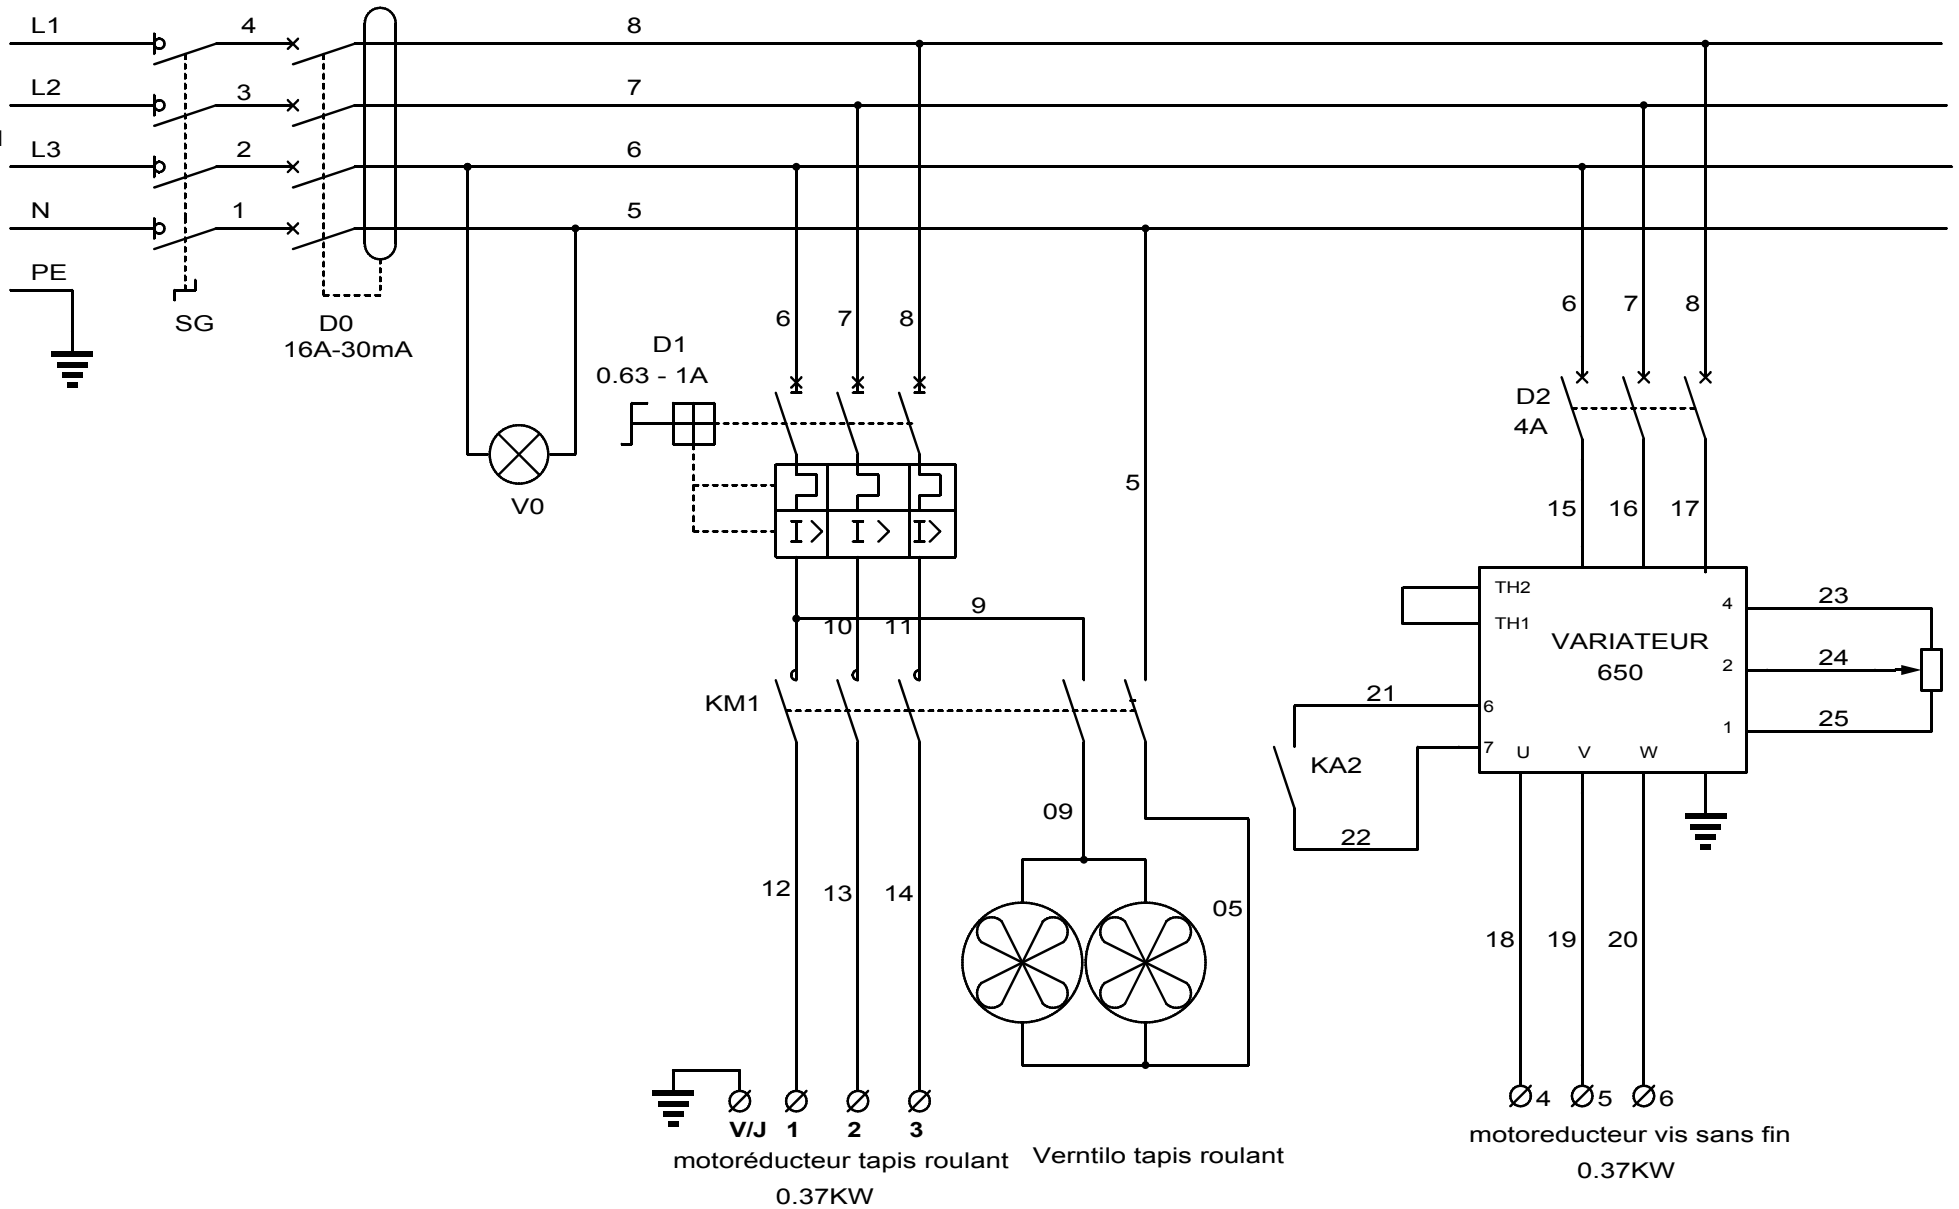 L1 4 8
L2 3 7
L3 2 6
N 1 5
PE
SG
D0
16A-30mA
V0
D1
0.63 - 1A
6 7 8
5
9
10 11
KM1
09
12 13 14
05
V/J 1 2 3
motoréducteur tapis roulant
0.37KW
Verntilo tapis roulant
6 7 8
D2
4A
15 16 17
TH2
TH1
VARIATEUR
650
4 23
2 24
1 25
21 6
22 7
KA2
U V W
18 19 20
4 5 6
motoreducteur vis sans fin
0.37KW